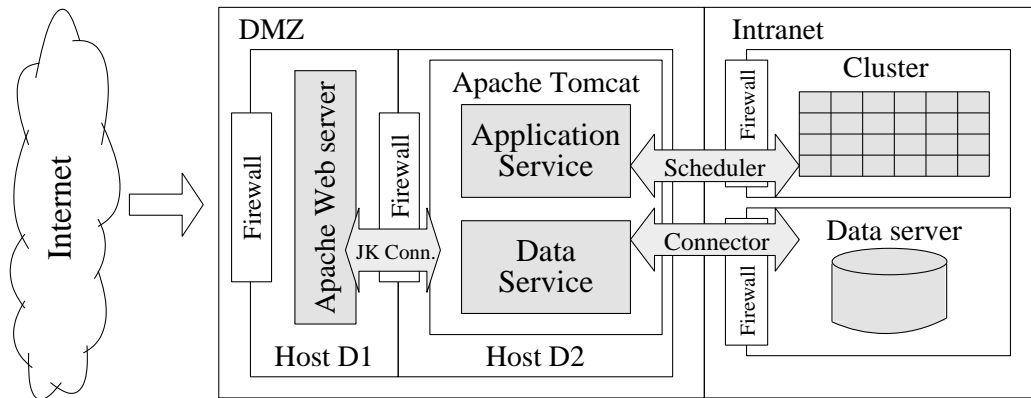 DMZ
Intranet
Internet
Firewall
Apache Web server
Firewall
JK Conn.
Host D1
Apache Tomcat
Application
Service
Data
Service
Host D2
Scheduler
Connector
Firewall
Cluster
Firewall
Data server